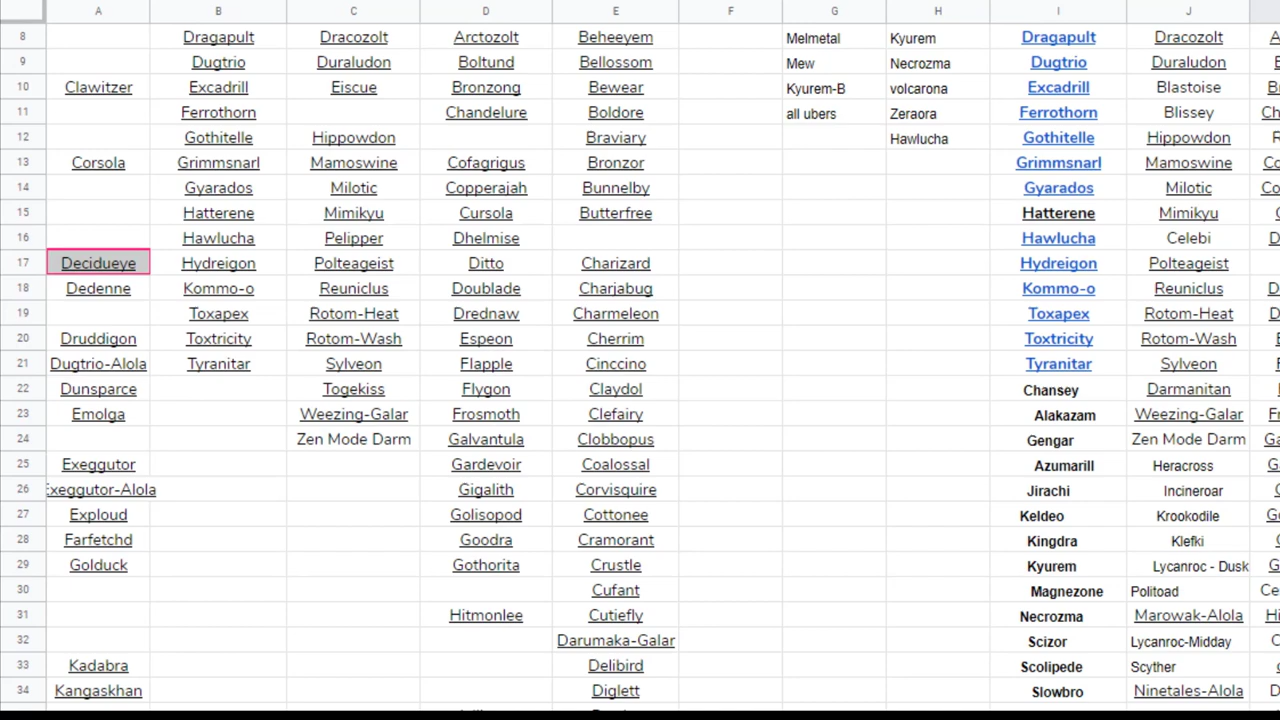 A B C D E F G H I J
8 Dragapult Dracozolt Arctozolt Beheeyem Melmetal Kyurem Dragapult Dracozolt
9 Dugtrio Duraludon Boltund Bellossom Mew Necrozma Dugtrio Duraludon
10 Clawitzer Excadrill Eiscue Bronzong Bewear Kyurem-B volcarona Excadrill Blastoise
11 Ferrothorn Chandelure Boldore all ubers Zeraora Ferrothorn Blissey
12 Gothitelle Hippowdon Braviary Hawlucha Gothitelle Hippowdon
13 Corsola Grimmsnarl Mamoswine Cofagrigus Bronzor Grimmsnarl Mamoswine
14 Gyarados Milotic Copperajah Bunnelby Gyarados Milotic
15 Hatterene Mimikyu Cursola Butterfree Hatterene Mimikyu
16 Hawlucha Pelipper Dhelmise Hawlucha Celebi
17 Decidueye Hydreigon Polteageist Ditto Charizard Hydreigon Polteageist
18 Dedenne Kommo-o Reuniclus Doublade Charjabug Kommo-o Reuniclus
19 Toxapex Rotom-Heat Drednaw Charmeleon Toxapex Rotom-Heat
20 Druddigon Toxtricity Rotom-Wash Espeon Cherrim Toxtricity Rotom-Wash
21 Dugtrio-Alola Tyranitar Sylveon Flapple Cinccino Tyranitar Sylveon
22 Dunsparce Togekiss Flygon Claydol Chansey Darmanitan
23 Emolga Weezing-Galar Frosmoth Clefairy Alakazam Weezing-Galar
24 Zen Mode Darm Galvantula Clobbopus Gengar Zen Mode Darm
25 Exeggutor Gardevoir Coalossal Azumarill Heracross
26 Exeggutor-Alola Gigalith Corvisquire Jirachi Incineroar
27 Exploud Golisopod Cottonee Keldeo Krookodile
28 Farfetchd Goodra Cramorant Kingdra Klefki
29 Golduck Gothorita Crustle Kyurem Lycanroc - Dusk
30 Cufant Magnezone Politoad
31 Hitmonlee Cutiefly Necrozma Marowak-Alola
32 Darumaka-Galar Scizor Lycanroc-Midday
33 Kadabra Delibird Scolipede Scyther
34 Kangaskhan Diglett Slowbro Ninetales-Alola